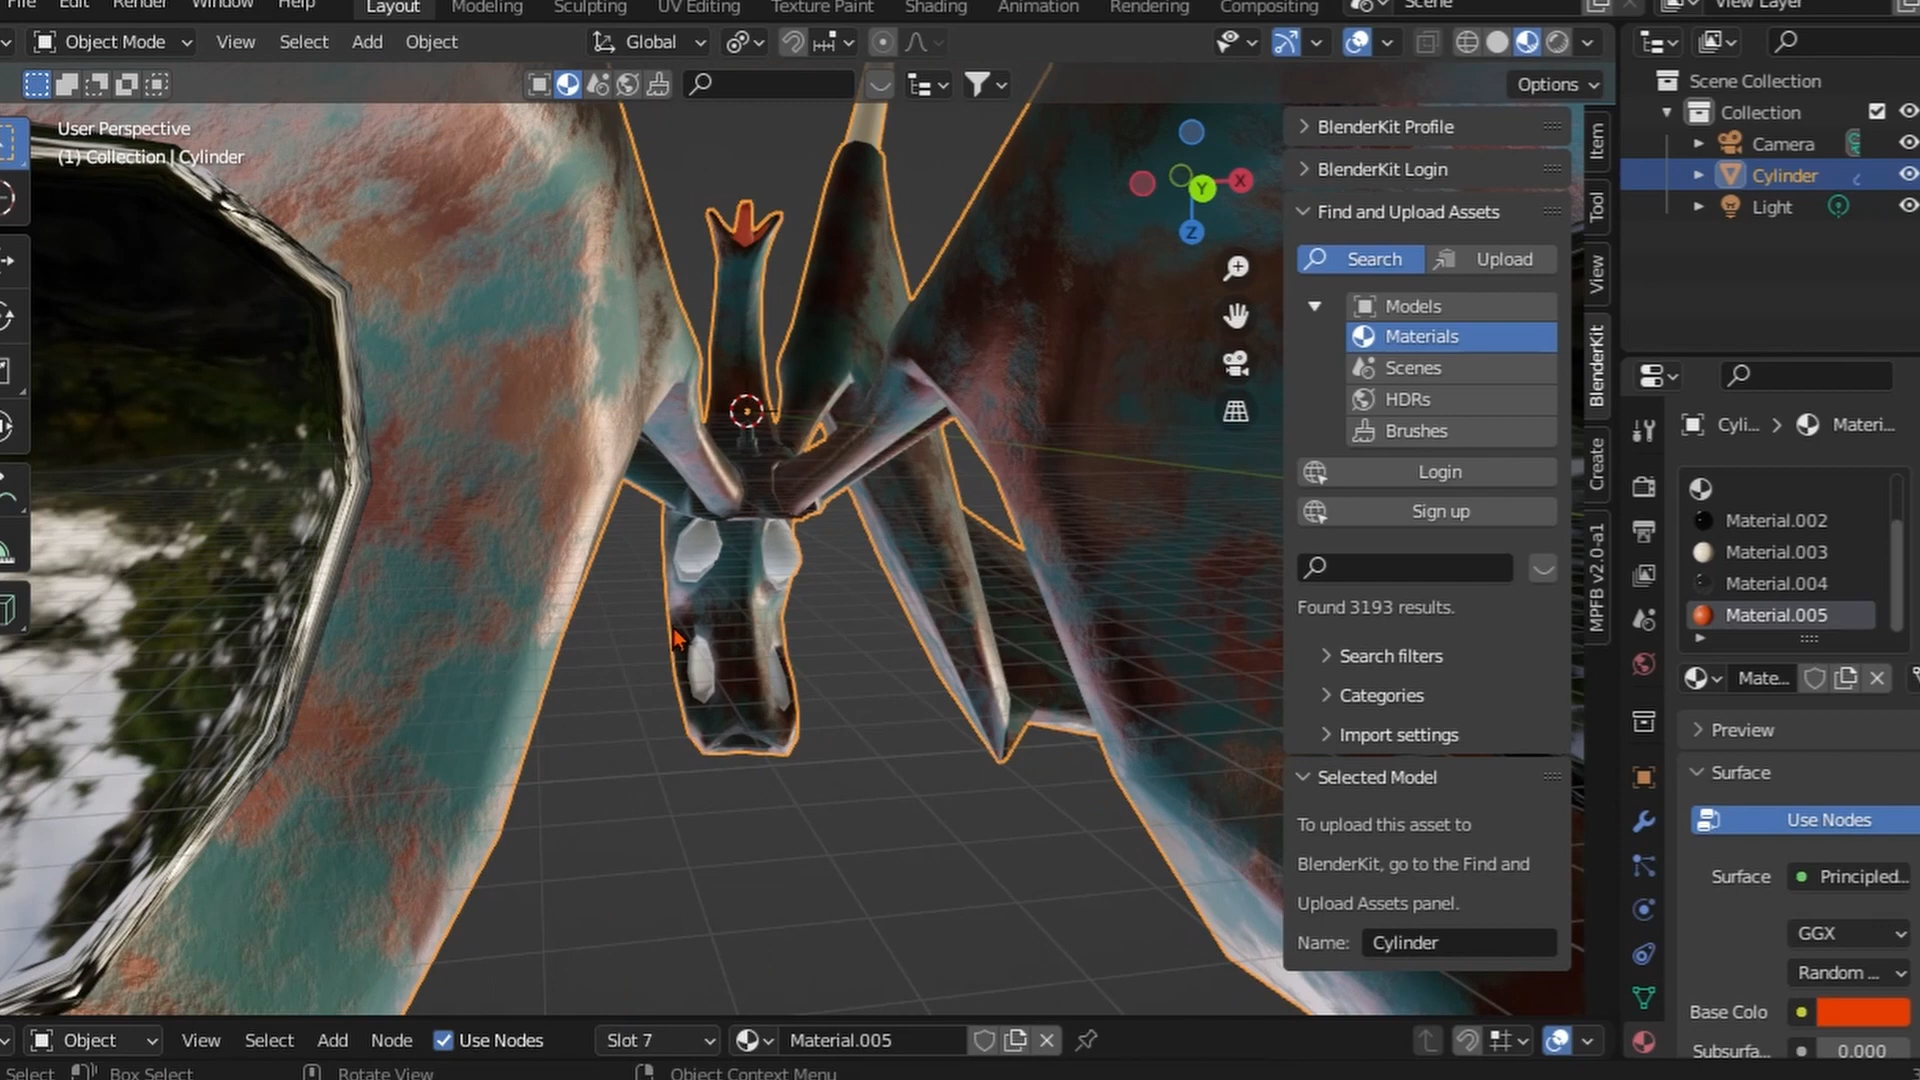 File Edit Render Window Help Layout Modeling Sculpting UV Editing Texture Paint Shading Animation Rendering Compositing Scene View Layer
Object Mode View Select Add Object Global
Options
User Perspective
(1) Collection | Cylinder
X
Y
Z
BlenderKit Profile
BlenderKit Login
Find and Upload Assets
Search Upload
Models
Materials
Scenes
HDRs
Brushes
Login
Sign up
Found 3193 results.
Search filters
Categories
Import settings
Selected Model
To upload this asset to
BlenderKit, go to the Find and
Upload Assets panel.
Name: Cylinder
Item
Tool
View
BlenderKit
Create
MPFB v2.0-a1
Scene Collection
Collection
Camera
Cylinder
Light
Cyli... Materi...
Material.002
Material.003
Material.004
Material.005
Mate...
Preview
Surface
Use Nodes
Surface Principled...
GGX
Random ...
Base Colo
Subsurfa... 0.000
Object View Select Add Node Use Nodes Slot 7 Material.005
Select Box Select Rotate View Object Context Menu